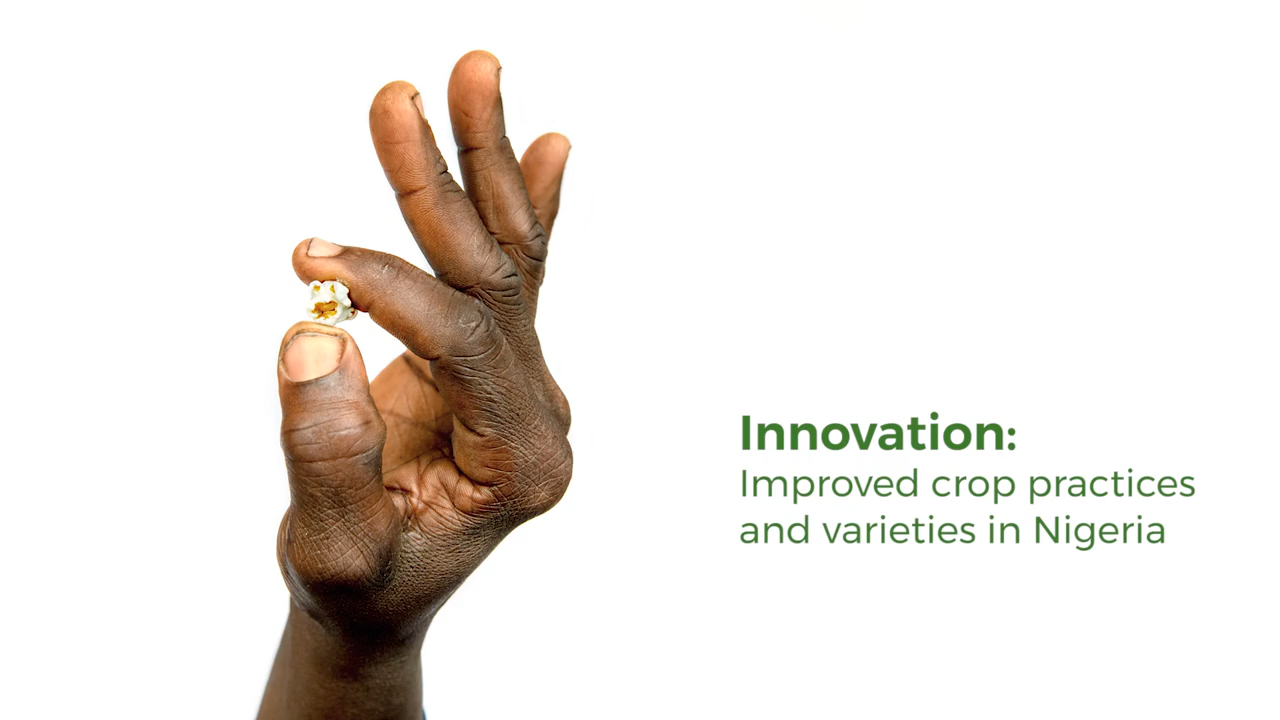 Innovation:
Improved crop practices
and varieties in Nigeria